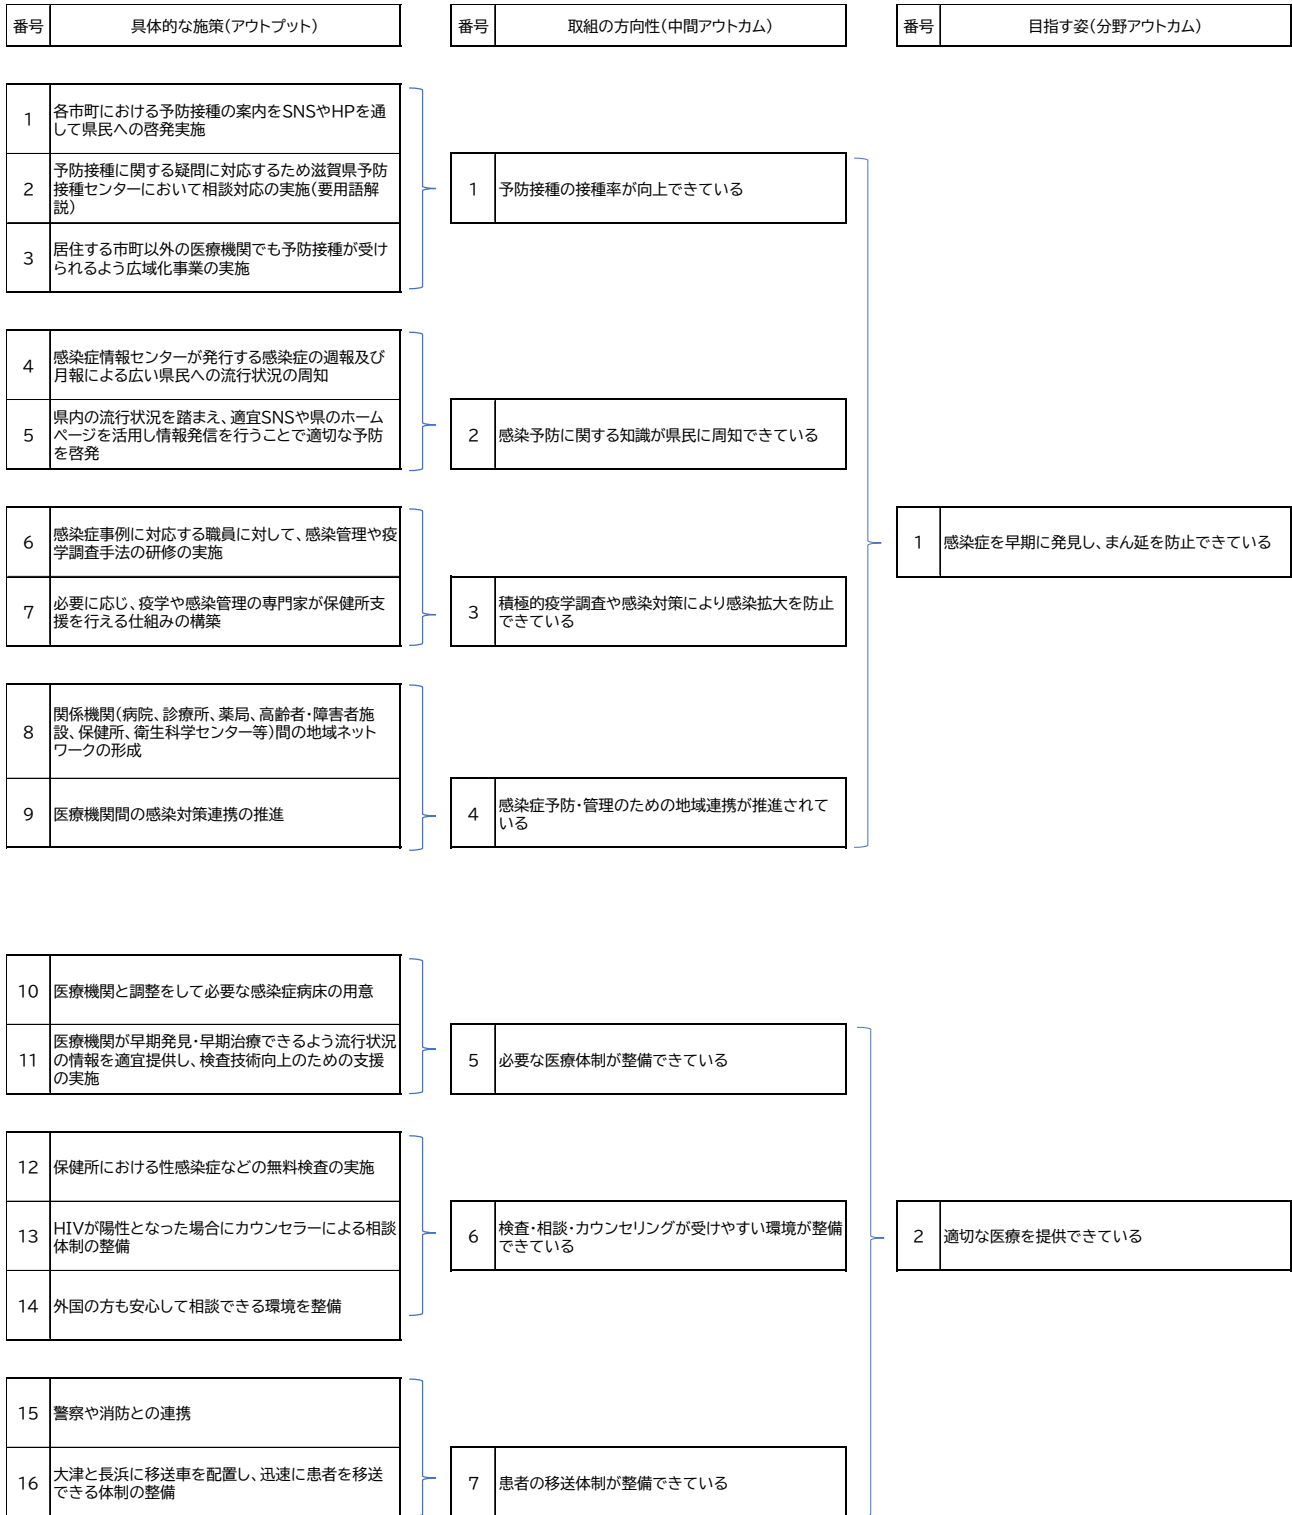 番号 具体的な施策(アウトプット) 番号 取組の方向性(中間アウトカム) 番号 目指す姿(分野アウトカム)
1 各市町における予防接種の案内をSNSやHPを通
して県民への啓発実施
2 予防接種に関する疑問に対応するため滋賀県予防
接種センターにおいて相談対応の実施(要用語解
説)
3 居住する市町以外の医療機関でも予防接種が受け
られるよう広域化事業の実施
1 予防接種の接種率が向上できている
4 感染症情報センターが発行する感染症の週報及び
月報による広い県民への流行状況の周知
5 県内の流行状況を踏まえ、適宜SNSや県のホーム
ページを活用し情報発信を行うことで適切な予防
を啓発
2 感染予防に関する知識が県民に周知できている
6 感染症事例に対応する職員に対して、感染管理や疫
学調査手法の研修の実施
7 必要に応じ、疫学や感染管理の専門家が保健所支
援を行える仕組みの構築
3 積極的疫学調査や感染対策により感染拡大を防止
できている
8 関係機関(病院、診療所、薬局、高齢者・障害者施
設、保健所、衛生科学センター等)間の地域ネット
ワークの形成
9 医療機関間の感染対策連携の推進
4 感染症予防・管理のための地域連携が推進されて
いる
1 感染症を早期に発見し、まん延を防止できている
10 医療機関と調整をして必要な感染症病床の用意
11 医療機関が早期発見・早期治療できるよう流行状況
の情報を適宜提供し、検査技術向上のための支援
の実施
5 必要な医療体制が整備できている
12 保健所における性感染症などの無料検査の実施
13 HIVが陽性となった場合にカウンセラーによる相談
体制の整備
14 外国の方も安心して相談できる環境を整備
6 検査・相談・カウンセリングが受けやすい環境が整備
できている
15 警察や消防との連携
16 大津と長浜に移送車を配置し、迅速に患者を移送
できる体制の整備
7 患者の移送体制が整備できている
2 適切な医療を提供できている